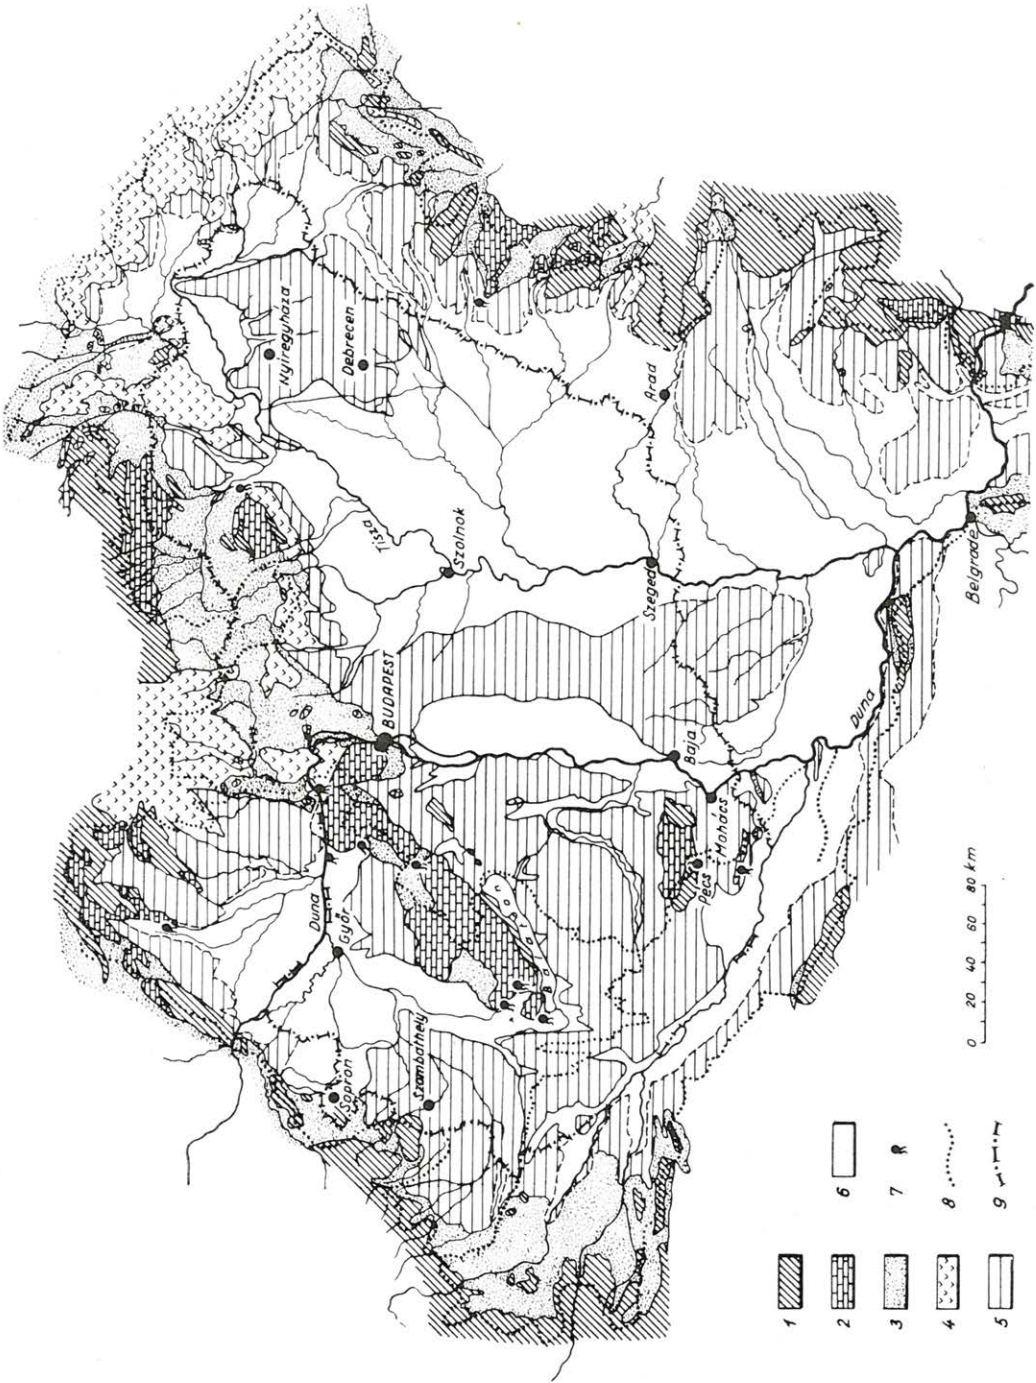 Nyíregyháza
Debrecen
Tisza
Szolnok
Arad
Szeged
BUDAPEST
Duna
Győr
Sopron
Szombathely
Balaton
Baja
Mohács
Pécs
Duna
Belgrade
0 20 40 60 80 km
1
2
3
4
5
6
7
8
9